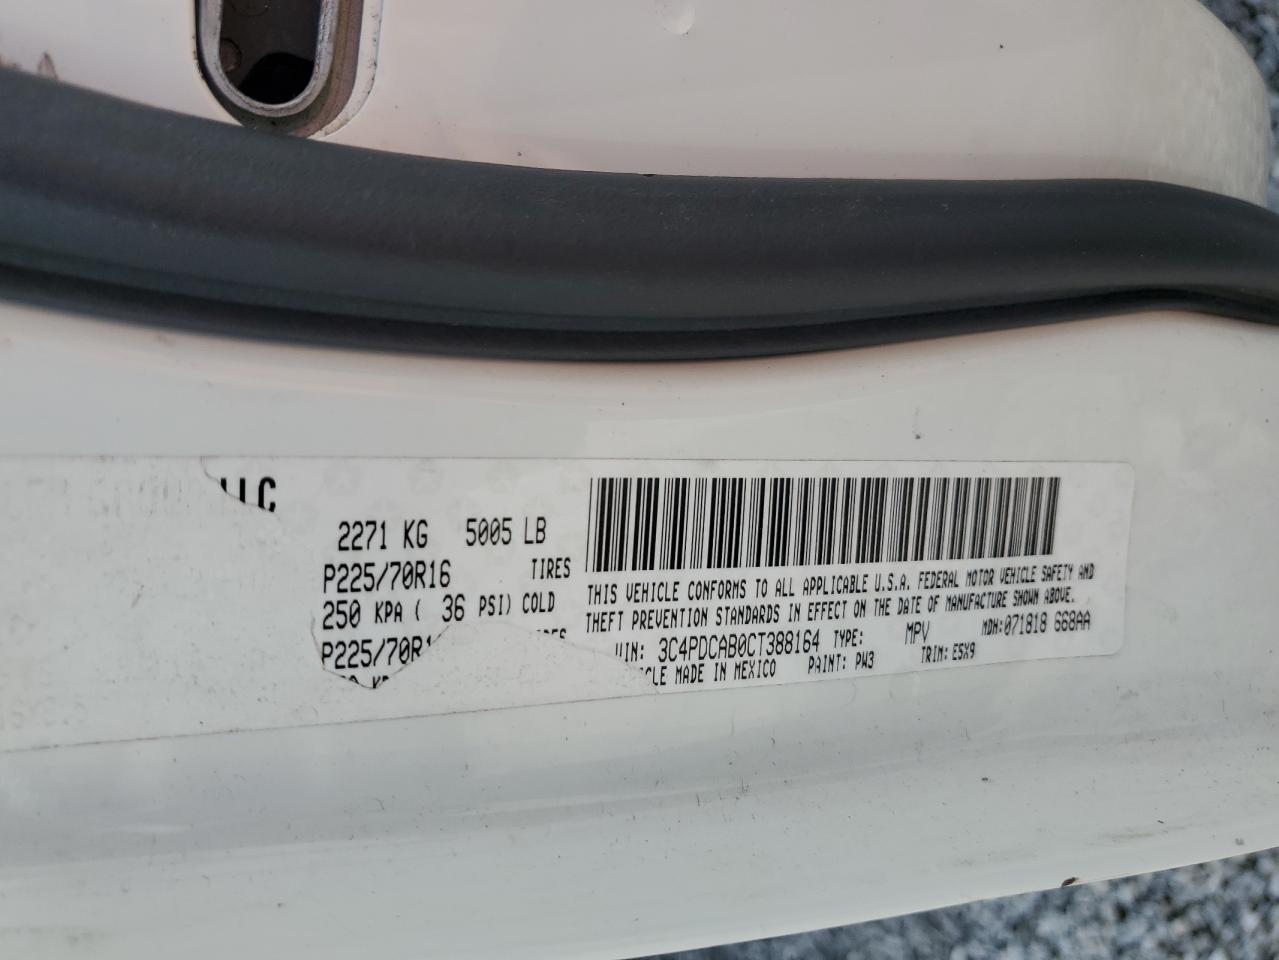 LLC
2271 KG 5005 LB
P225/70R16 TIRES
250 KPA ( 36 PSI) COLD
P225/70R1
THIS VEHICLE CONFORMS TO ALL APPLICABLE U.S.A. FEDERAL MOTOR VEHICLE SAFETY AND
THEFT PREVENTION STANDARDS IN EFFECT ON THE DATE OF MANUFACTURE SHOWN ABOVE.
VIN: 3C4PDCAB0CT388164 TYPE: MPV MDH:071818 668AA
CLE MADE IN MEXICO PAINT: PW3 TRIM: E5X9